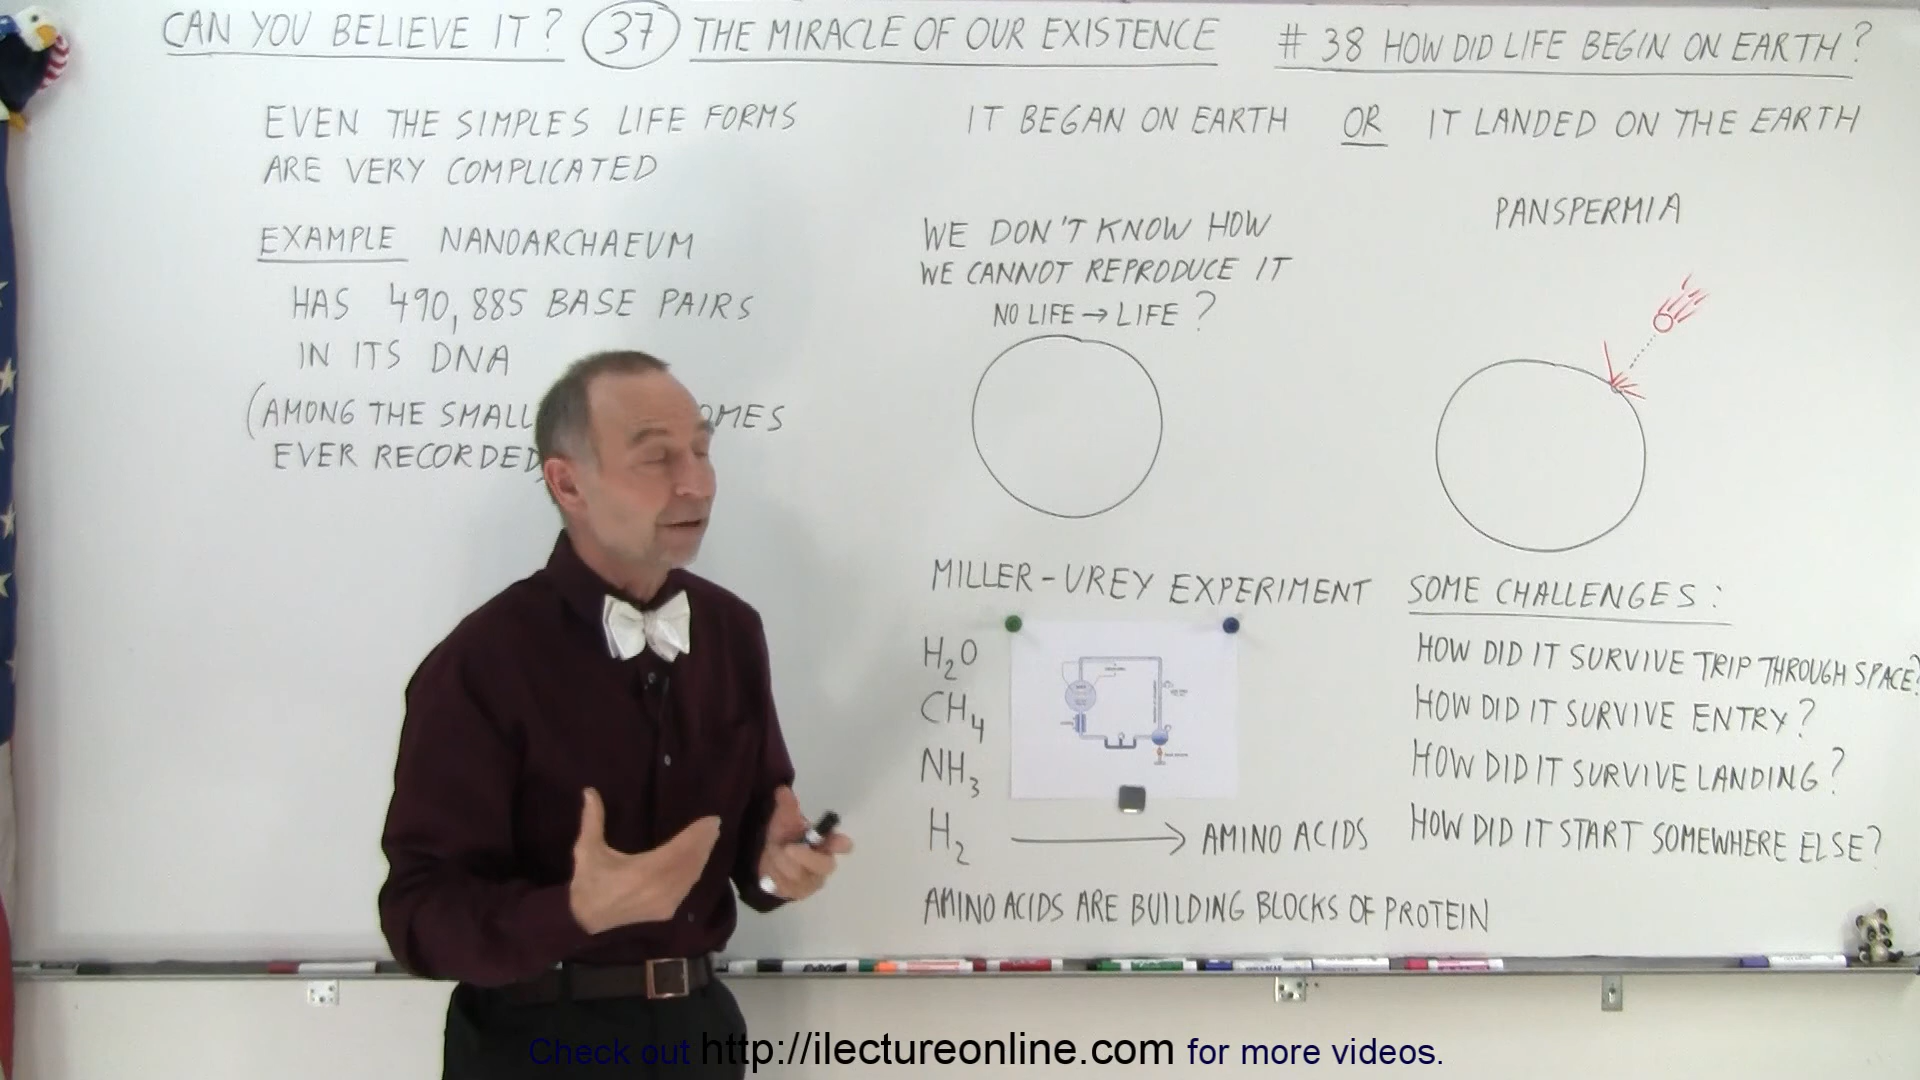 CAN YOU BELIEVE IT? 37 THE MIRACLE OF OUR EXISTENCE
EVEN THE SIMPLES LIFE FORMS
ARE VERY COMPLICATED
EXAMPLE NANOARCHAEUM
HAS 490,885 BASE PAIRS
IN ITS DNA
(AMONG THE SMALL OMES
EVER RECORDED
# 38 HOW DID LIFE BEGIN ON EARTH?
IT BEGAN ON EARTH OR IT LANDED ON THE EARTH
WE DON'T KNOW HOW
WE CANNOT REPRODUCE IT
NO LIFE → LIFE ?
MILLER-UREY EXPERIMENT
H2O
CH4
NH3
H2 → AMINO ACIDS
AMINO ACIDS ARE BUILDING BLOCKS OF PROTEIN
PANSPERMIA
SOME CHALLENGES:
HOW DID IT SURVIVE TRIP THROUGH SPACE?
HOW DID IT SURVIVE ENTRY?
HOW DID IT SURVIVE LANDING?
HOW DID IT START SOMEWHERE ELSE?
Check out http://ilectureonline.com for more videos.